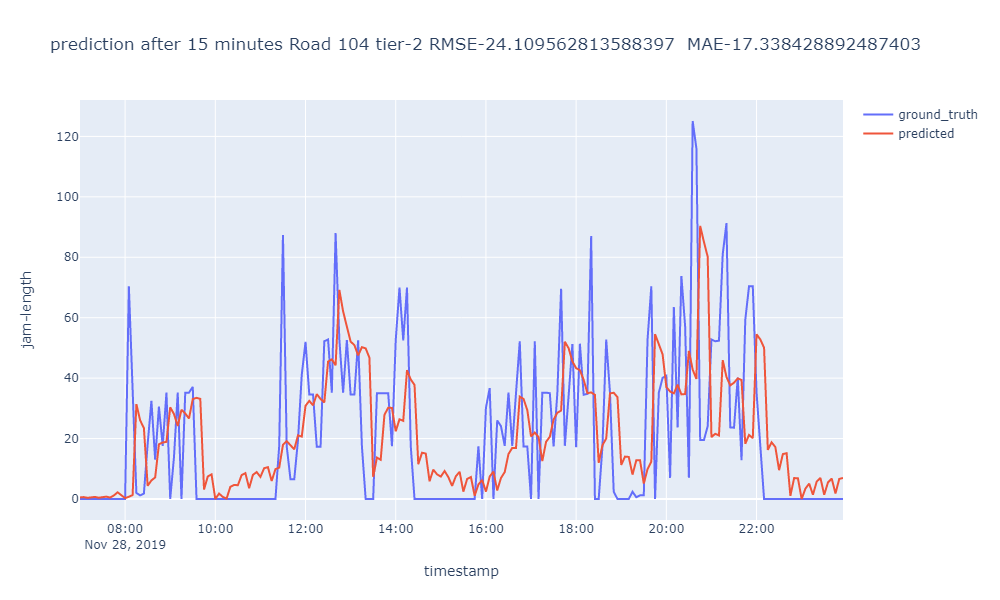 prediction after 15 minutes Road 104 tier-2 RMSE-24.109562813588397  MAE-17.338428892487403
ground_truth
predicted
120
100
80
60
40
20
0
jam-length
08:00 10:00 12:00 14:00 16:00 18:00 20:00 22:00
Nov 28, 2019
timestamp